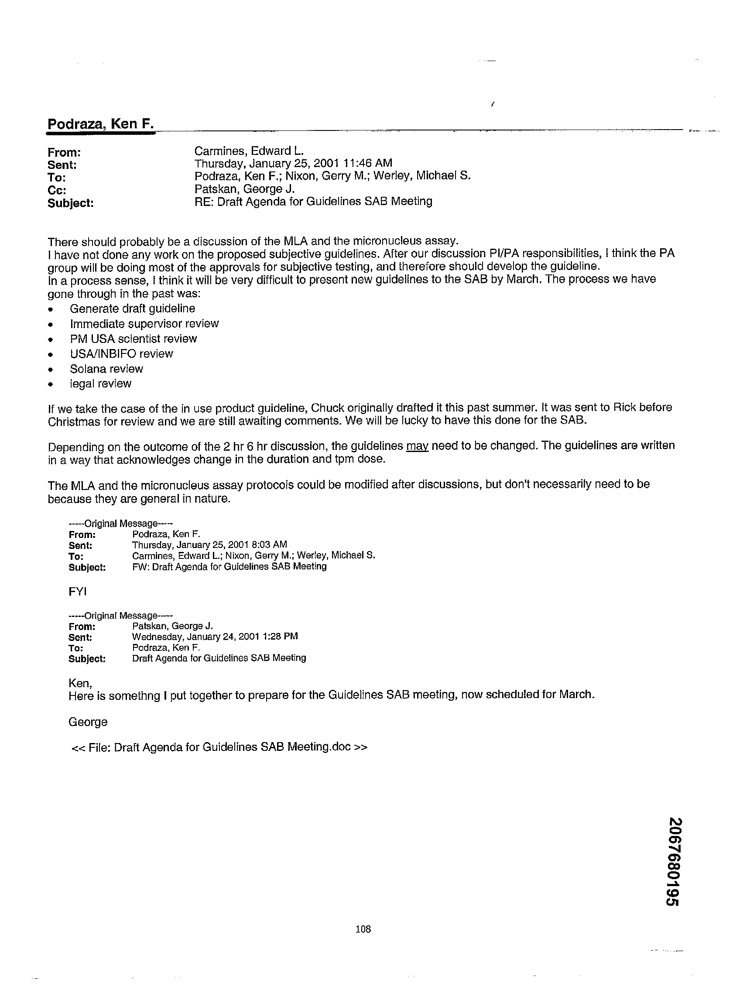 Podraza, Ken F.
From: Carmines, Edward L.
Sent: Thursday, January 25, 2001 11:46 AM
To: Podraza, Ken F.; Nixon, Gerry M.; Werley, Michael S.
Cc: Patskan, George J.
Subject: RE: Draft Agenda for Guidelines SAB Meeting
There should probably be a discussion of the MLA and the micronucleus assay.
I have not done any work on the proposed subjective guidelines. After our discussion PI/PA responsibilities, I think the PA
group will be doing most of the approvals for subjective testing, and therefore should develop the guideline.
In a process sense, I think it will be very difficult to present new guidelines to the SAB by March. The process we have
gone through in the past was:
• Generate draft guideline
• Immediate supervisor review
• PM USA scientist review
• USA/INBIFO review
• Solana review
• legal review
If we take the case of the in use product guideline, Chuck originally drafted it this past summer. It was sent to Rick before
Christmas for review and we are still awaiting comments. We will be lucky to have this done for the SAB.
Depending on the outcome of the 2 hr 6 hr discussion, the guidelines may need to be changed. The guidelines are written
in a way that acknowledges change in the duration and tpm dose.
The MLA and the micronucleus assay protocols could be modified after discussions, but don't necessarily need to be
because they are general in nature.
-----Original Message-----
From: Podraza, Ken F.
Sent: Thursday, January 25, 2001 8:03 AM
To: Carmines, Edward L.; Nixon, Gerry M.; Werley, Michael S.
Subject: FW: Draft Agenda for Guidelines SAB Meeting
FYI
-----Original Message-----
From: Patskan, George J.
Sent: Wednesday, January 24, 2001 1:28 PM
To: Podraza, Ken F.
Subject: Draft Agenda for Guidelines SAB Meeting
Ken,
Here is somethng I put together to prepare for the Guidelines SAB meeting, now scheduled for March.
George
<< File: Draft Agenda for Guidelines SAB Meeting.doc >>
2067680195
108